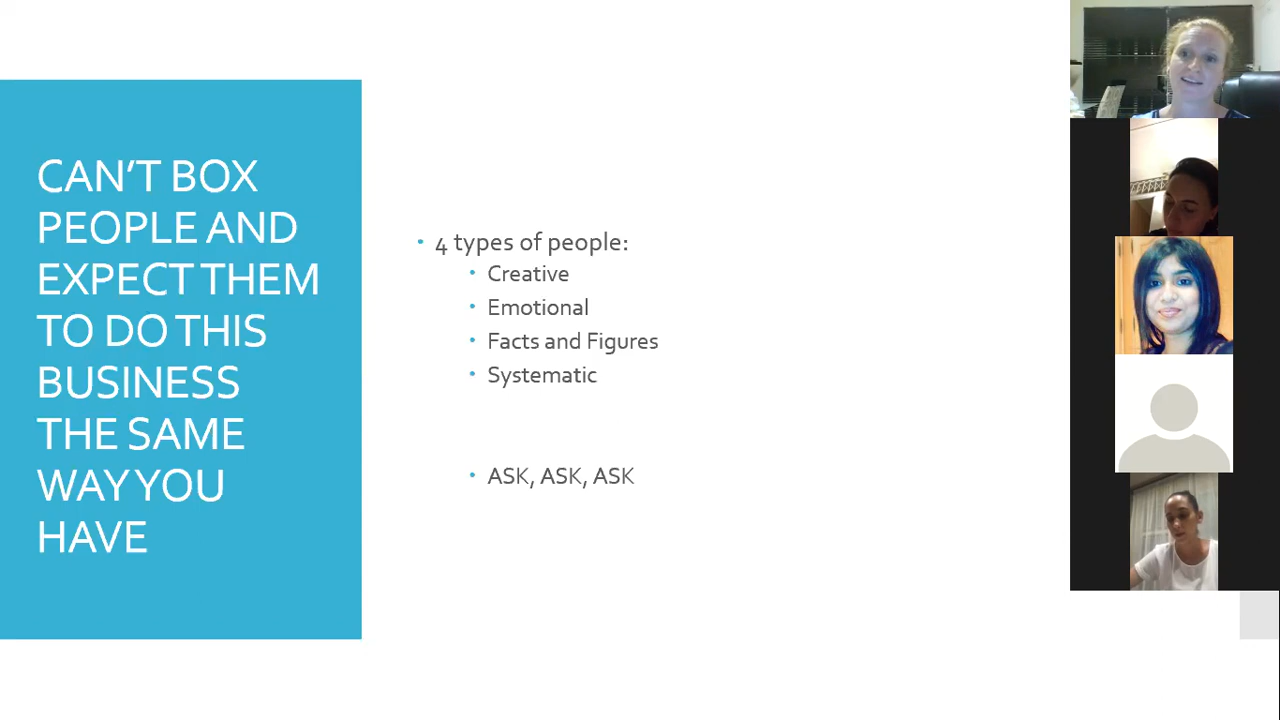 CAN'T BOX
PEOPLE AND
EXPECT THEM
TO DO THIS
BUSINESS
THE SAME
WAY YOU
HAVE
• 4 types of people:
• Creative
• Emotional
• Facts and Figures
• Systematic
• ASK, ASK, ASK